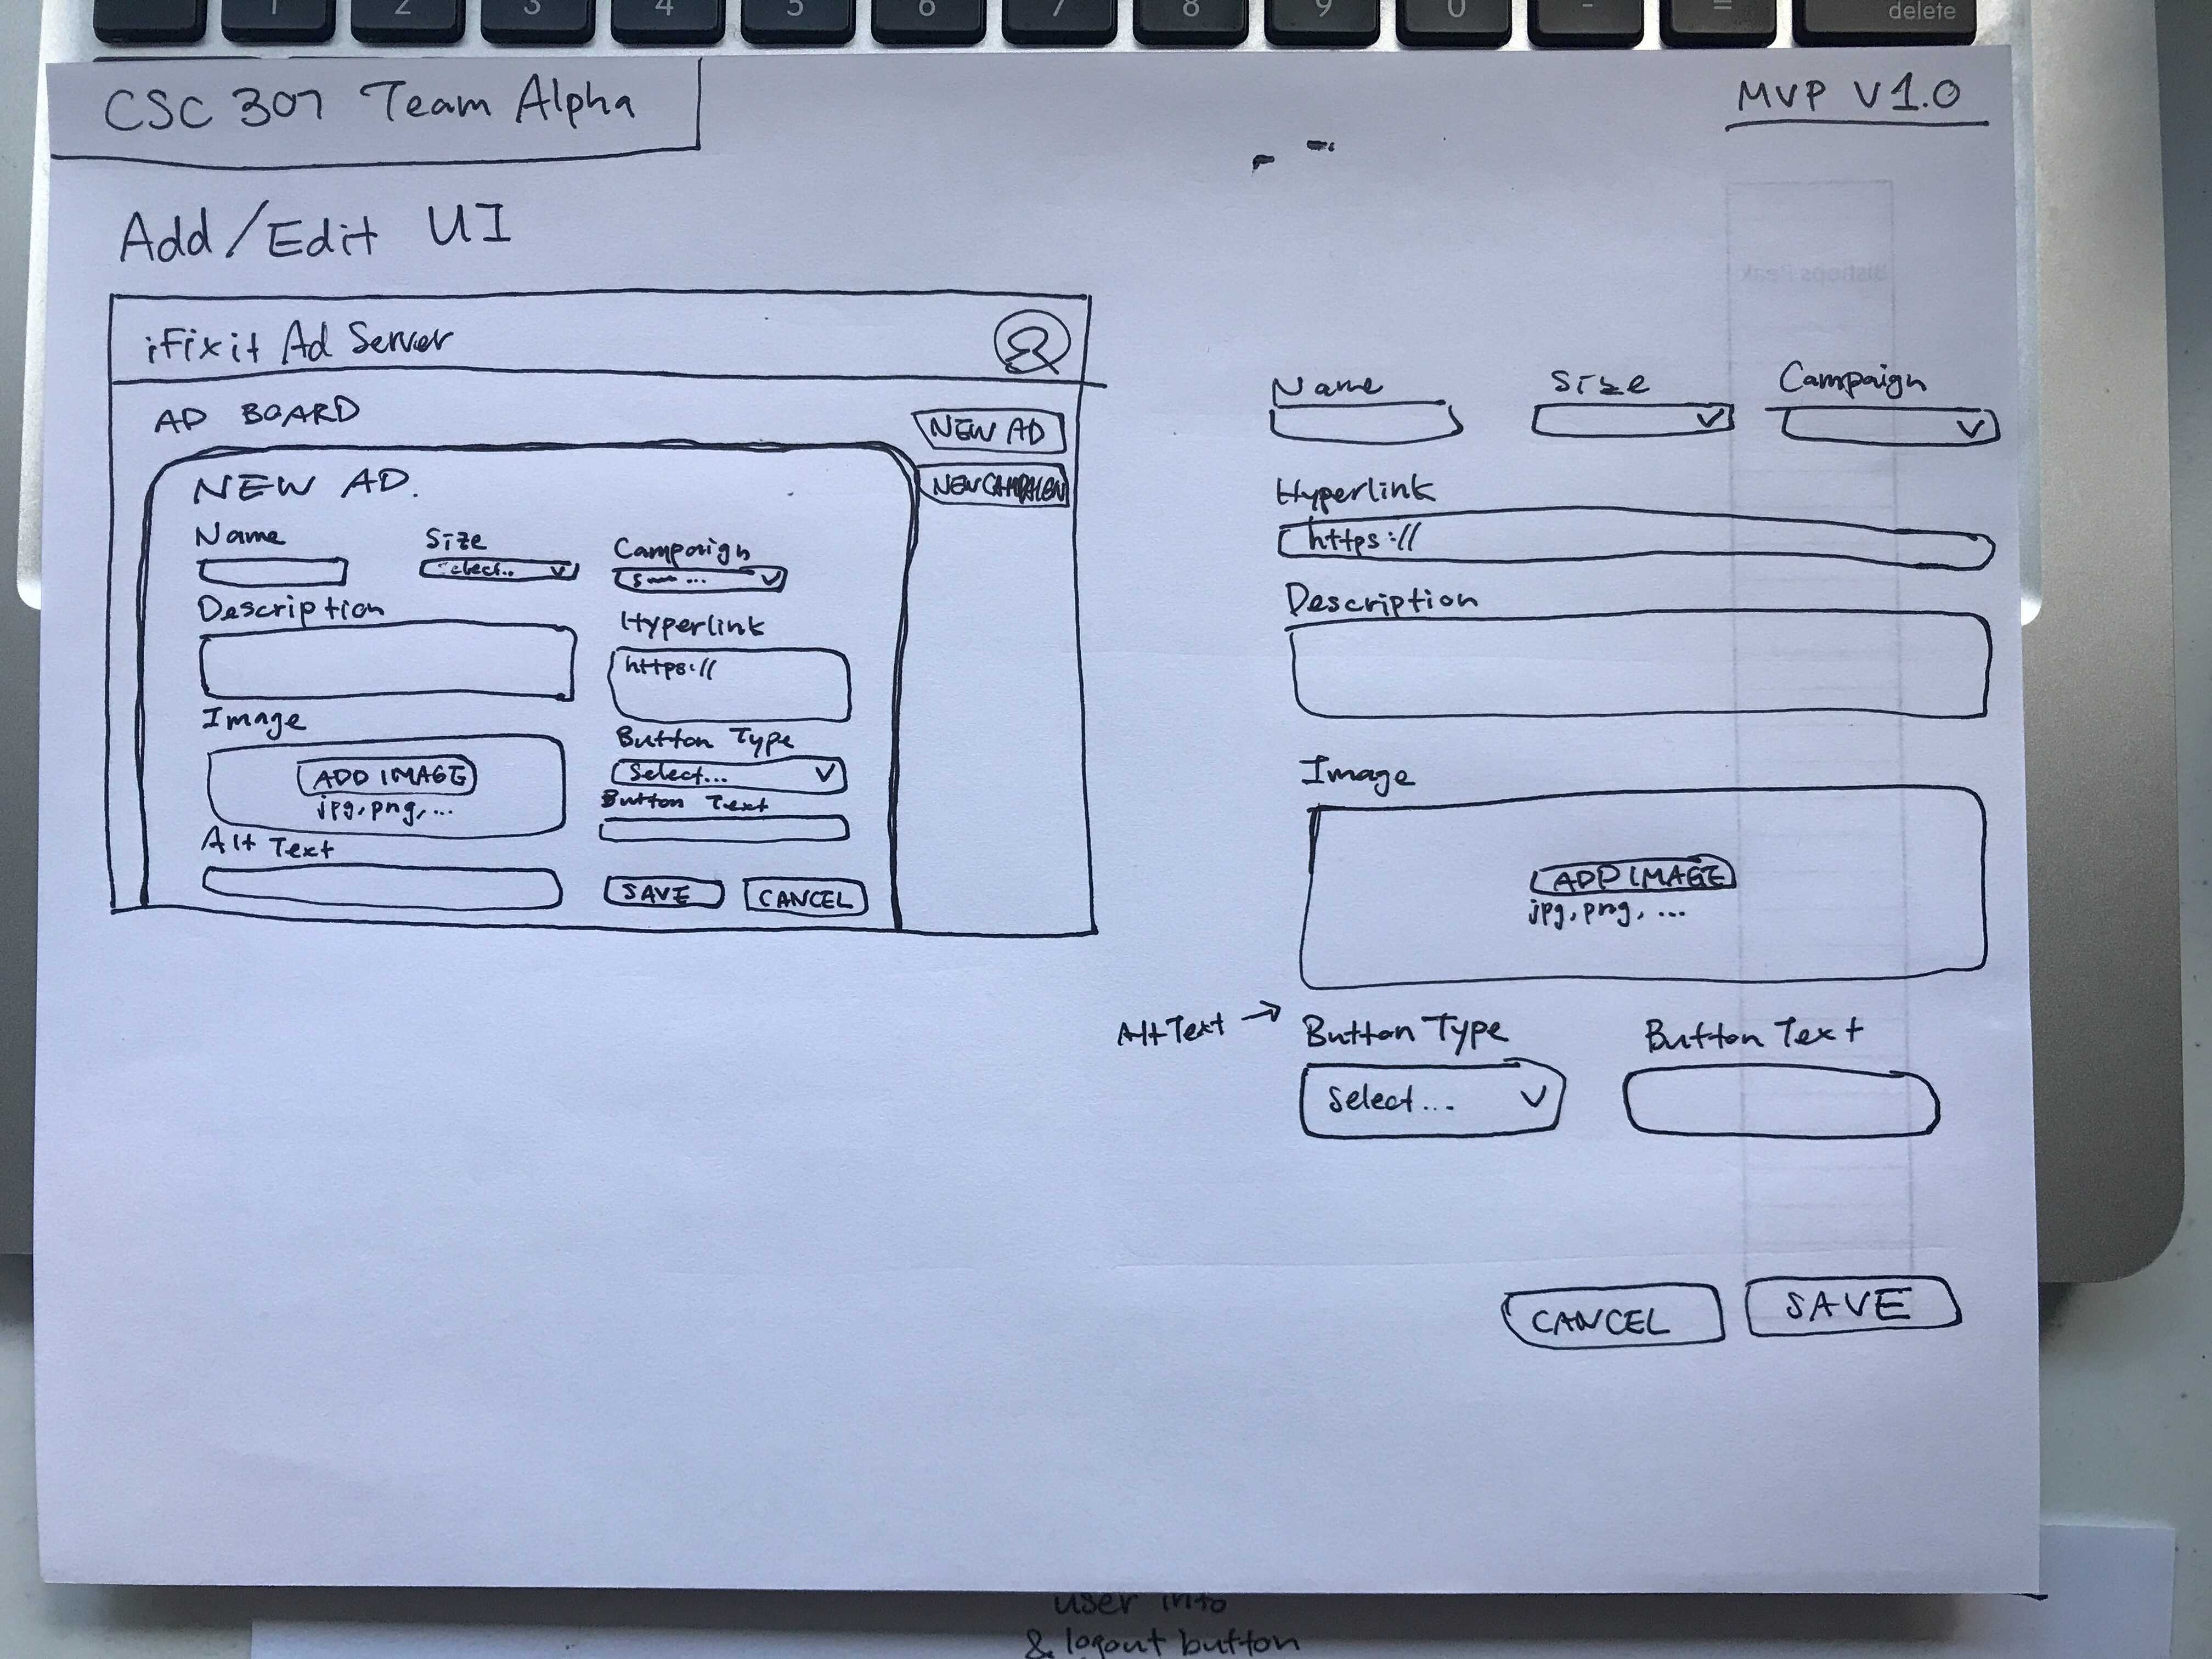 1 2 3 4 5 6 7 8 9 0 - =
delete
CSC 307 Team Alpha
MVP V1.0
Add/Edit UI
iFixit Ad Server
AD BOARD
NEW AD
NEW CAMPAIGN
NEW AD.
Name Size Campaign
Select..
Description
Hyperlink
https://
Image
ADD IMAGE
jpg, png, ...
Button Type
Select...
Button Text
Alt Text
SAVE CANCEL
Name Size Campaign
Hyperlink
https://
Description
Image
ADD IMAGE
jpg, png, ...
Alt Text →
Button Type Button Text
Select...
CANCEL SAVE
Bishops Peak
user info
& logout button